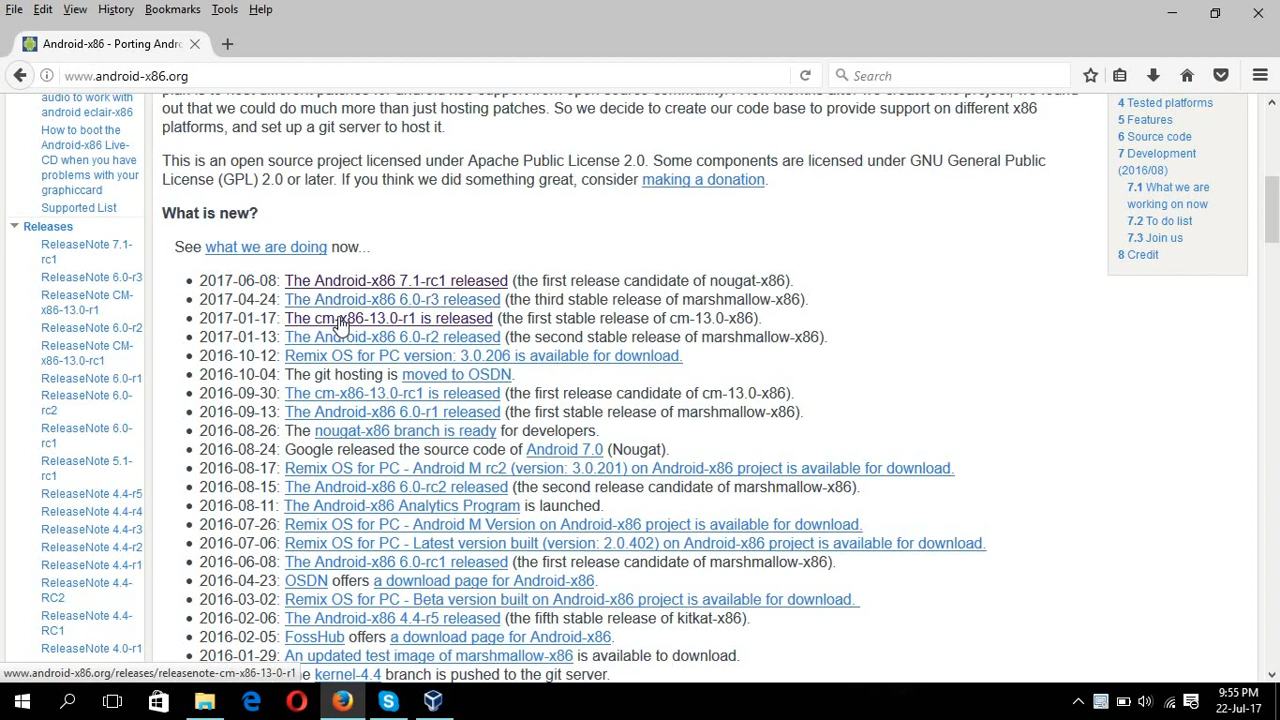 File Edit View History Bookmarks Tools Help
Android-x86 - Porting Andr
www.android-x86.org
Search
audio to work with
android eclair-x86
How to boot the
Android-x86 Live-
CD when you have
problems with your
graphiccard
Supported List
Releases
ReleaseNote 7.1-
rc1
ReleaseNote 6.0-r3
ReleaseNote CM-
x86-13.0-r1
ReleaseNote 6.0-r2
ReleaseNote CM-
x86-13.0-rc1
ReleaseNote 6.0-r1
ReleaseNote 6.0-
rc2
ReleaseNote 6.0-
rc1
ReleaseNote 5.1-
rc1
ReleaseNote 4.4-r5
ReleaseNote 4.4-r4
ReleaseNote 4.4-r3
ReleaseNote 4.4-r2
ReleaseNote 4.4-r1
ReleaseNote 4.4-
RC2
ReleaseNote 4.4-
RC1
ReleaseNote 4.0-r1
out that we could do much more than just hosting patches. So we decide to create our code base to provide support on different x86
platforms, and set up a git server to host it.
This is an open source project licensed under Apache Public License 2.0. Some components are licensed under GNU General Public
License (GPL) 2.0 or later. If you think we did something great, consider making a donation.
What is new?
See what we are doing now...
2017-06-08: The Android-x86 7.1-rc1 released (the first release candidate of nougat-x86).
2017-04-24: The Android-x86 6.0-r3 released (the third stable release of marshmallow-x86).
2017-01-17: The cm-x86-13.0-r1 is released (the first stable release of cm-13.0-x86).
2017-01-13: The Android-x86 6.0-r2 released (the second stable release of marshmallow-x86).
2016-10-12: Remix OS for PC version: 3.0.206 is available for download.
2016-10-04: The git hosting is moved to OSDN.
2016-09-30: The cm-x86-13.0-rc1 is released (the first release candidate of cm-13.0-x86).
2016-09-13: The Android-x86 6.0-r1 released (the first stable release of marshmallow-x86).
2016-08-26: The nougat-x86 branch is ready for developers.
2016-08-24: Google released the source code of Android 7.0 (Nougat).
2016-08-17: Remix OS for PC - Android M rc2 (version: 3.0.201) on Android-x86 project is available for download.
2016-08-15: The Android-x86 6.0-rc2 released (the second release candidate of marshmallow-x86).
2016-08-11: The Android-x86 Analytics Program is launched.
2016-07-26: Remix OS for PC - Android M Version on Android-x86 project is available for download.
2016-07-06: Remix OS for PC - Latest version built (version: 2.0.402) on Android-x86 project is available for download.
2016-06-08: The Android-x86 6.0-rc1 released (the first release candidate of marshmallow-x86).
2016-04-23: OSDN offers a download page for Android-x86.
2016-03-02: Remix OS for PC - Beta version built on Android-x86 project is available for download.
2016-02-06: The Android-x86 4.4-r5 released (the fifth stable release of kitkat-x86).
2016-02-05: FossHub offers a download page for Android-x86.
2016-01-29: An updated test image of marshmallow-x86 is available to download.
kernel-4.4 branch is pushed to the git server.
4 Tested platforms
5 Features
6 Source code
7 Development
(2016/08)
7.1 What we are
working on now
7.2 To do list
7.3 Join us
8 Credit
www.android-x86.org/releases/releasenote-cm-x86-13-0-r1
9:55 PM
22-Jul-17